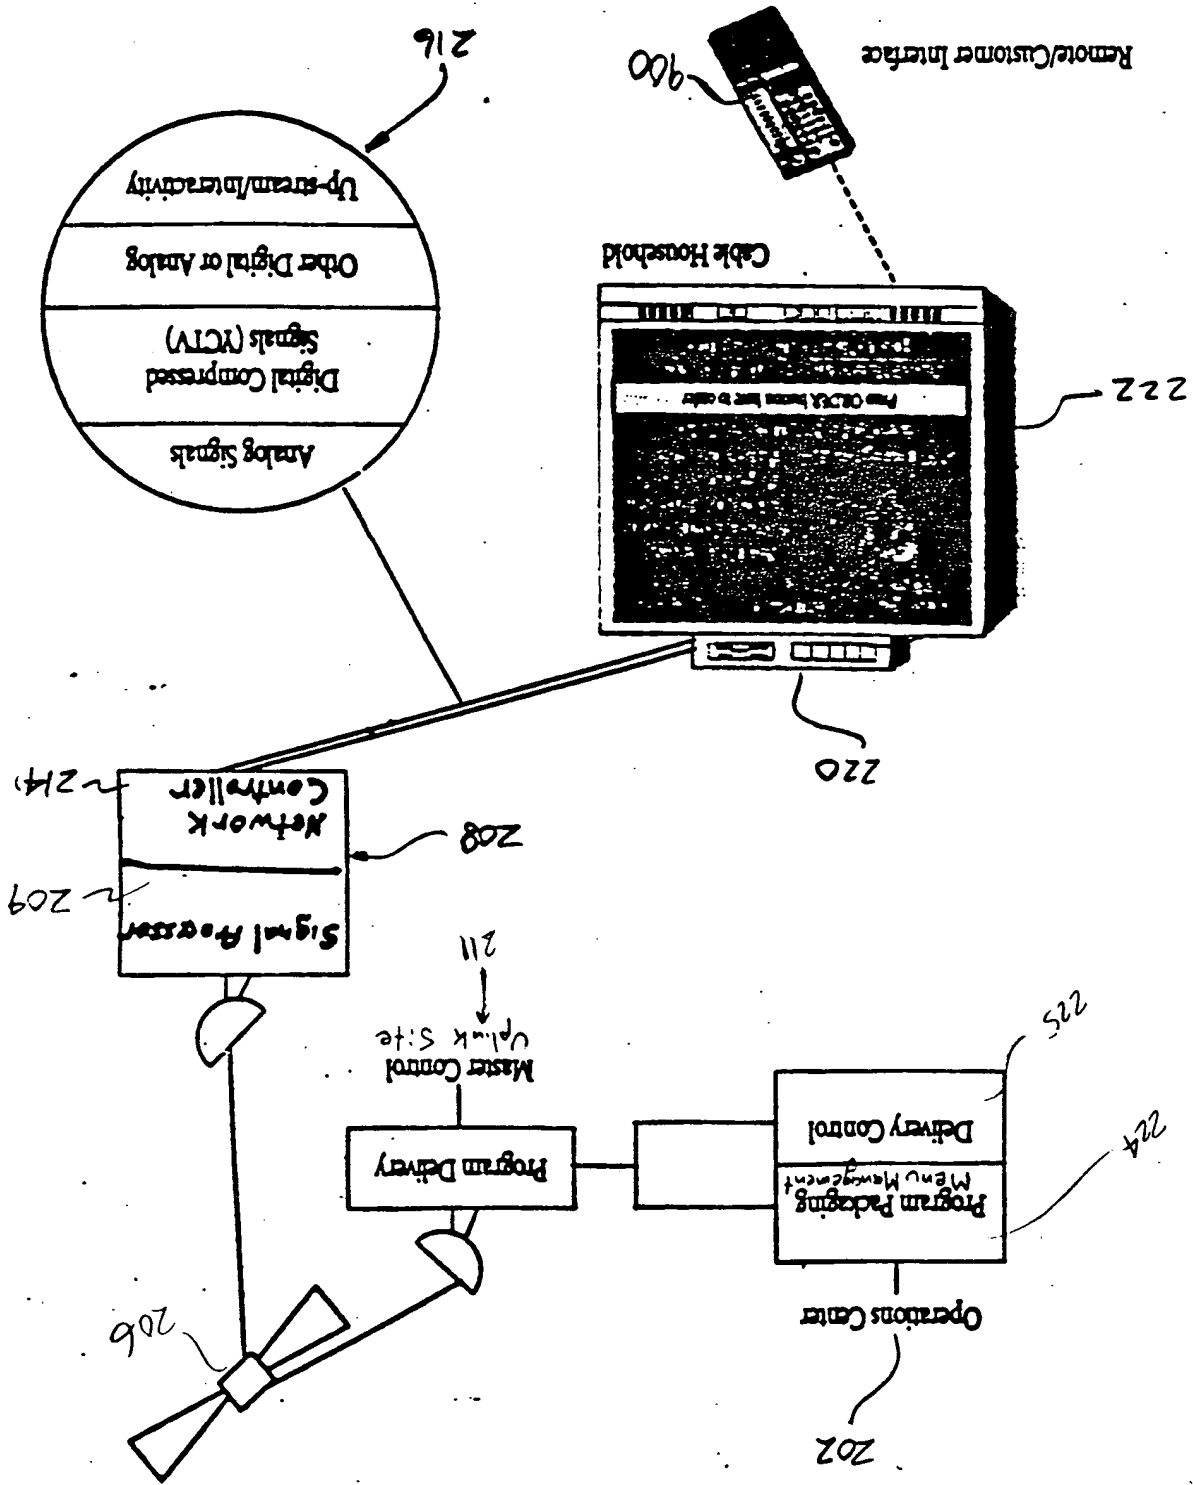 202
Operations Center
206
Program Packaging
Menu Management
224
Delivery Control
225
Program Delivery
Master Control
Uplink Site
211
Signal Processor
209
208
Network
Controller
214
220
222
Press ORDER button to order
Cable Household
900
Remote/Customer Interface
Analog Signals
Digital Compressed
Signals (YCTV)
Other Digital or Analog
Up-stream/Interactivity
216